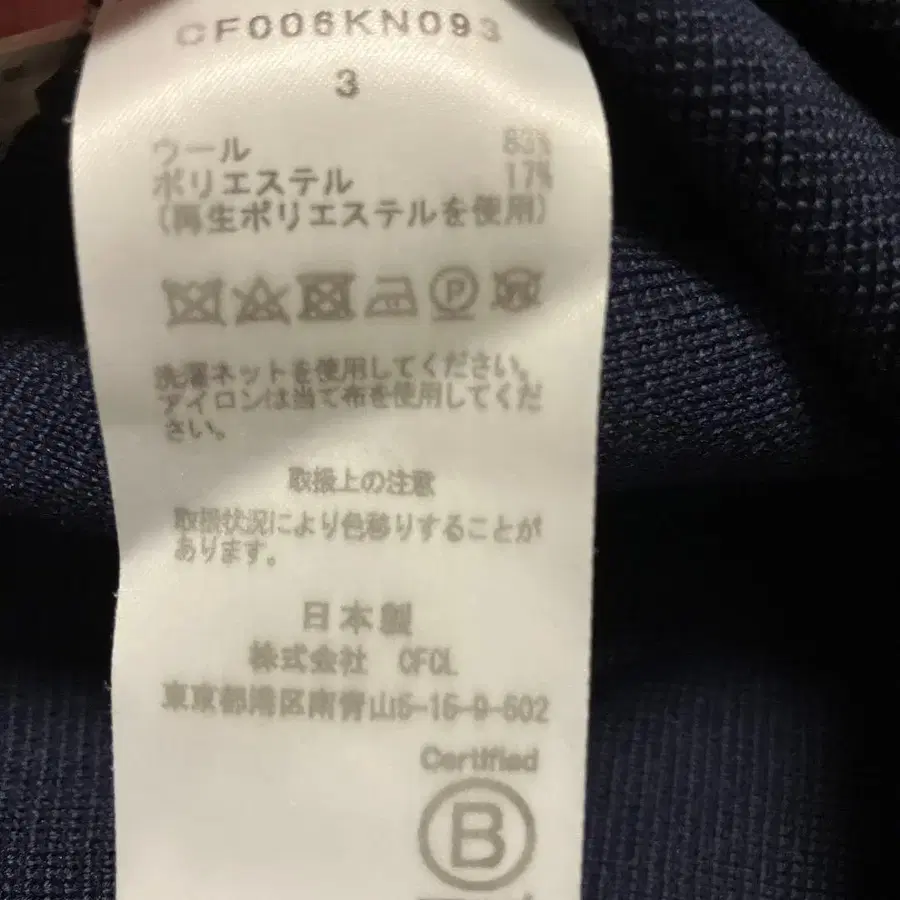 CF006KN093
3
ウール 83%
ポリエステル 17%
(再生ポリエステルを使用)
P W
洗濯ネットを使用してください。
アイロンは当て布を使用してくだ
さい。
取扱上の注意
取扱状況により色移りすることが
あります。
日本製
株式会社 CFCL
東京都港区南青山5-16-9-602
Certified
B